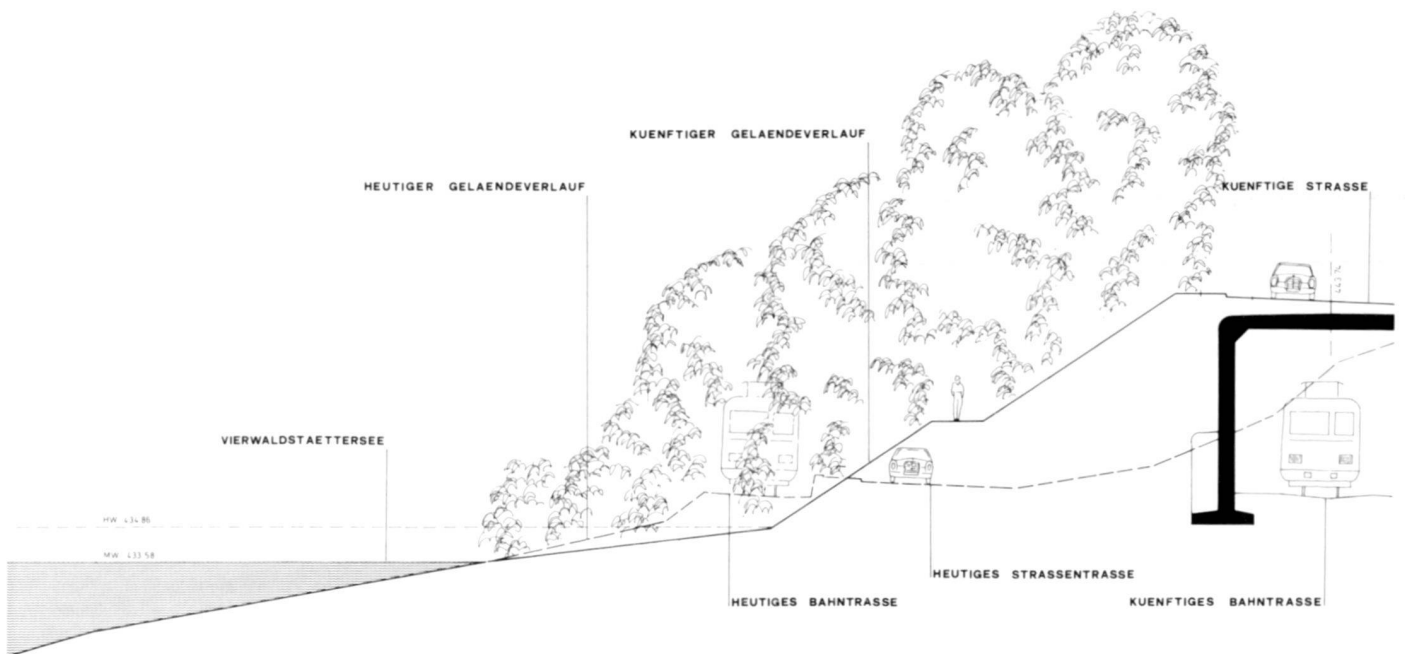 KUENFTIGER GELAENDEVERLAUF
HEUTIGER GELAENDEVERLAUF
KUENFTIGE STRASSE
VIERWALDSTAETTERSEE
HW 434.86
MW 433.58
HEUTIGES STRASSENTRASSE
HEUTIGES BAHNTRASSE
KUENFTIGES BAHNTRASSE